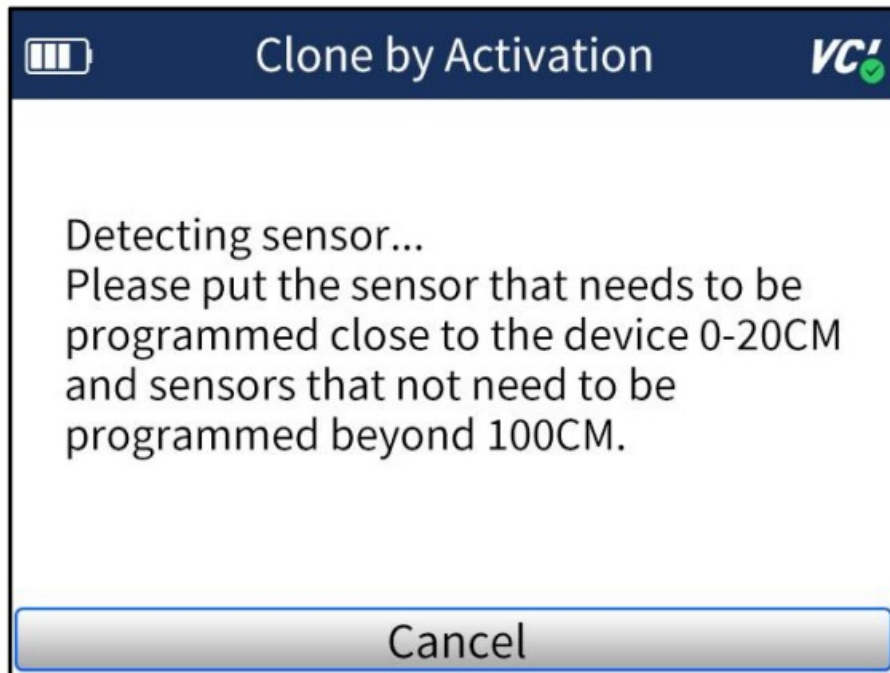 Clone by Activation
VCI
Detecting sensor...
Please put the sensor that needs to be
programmed close to the device 0-20CM
and sensors that not need to be
programmed beyond 100CM.
Cancel